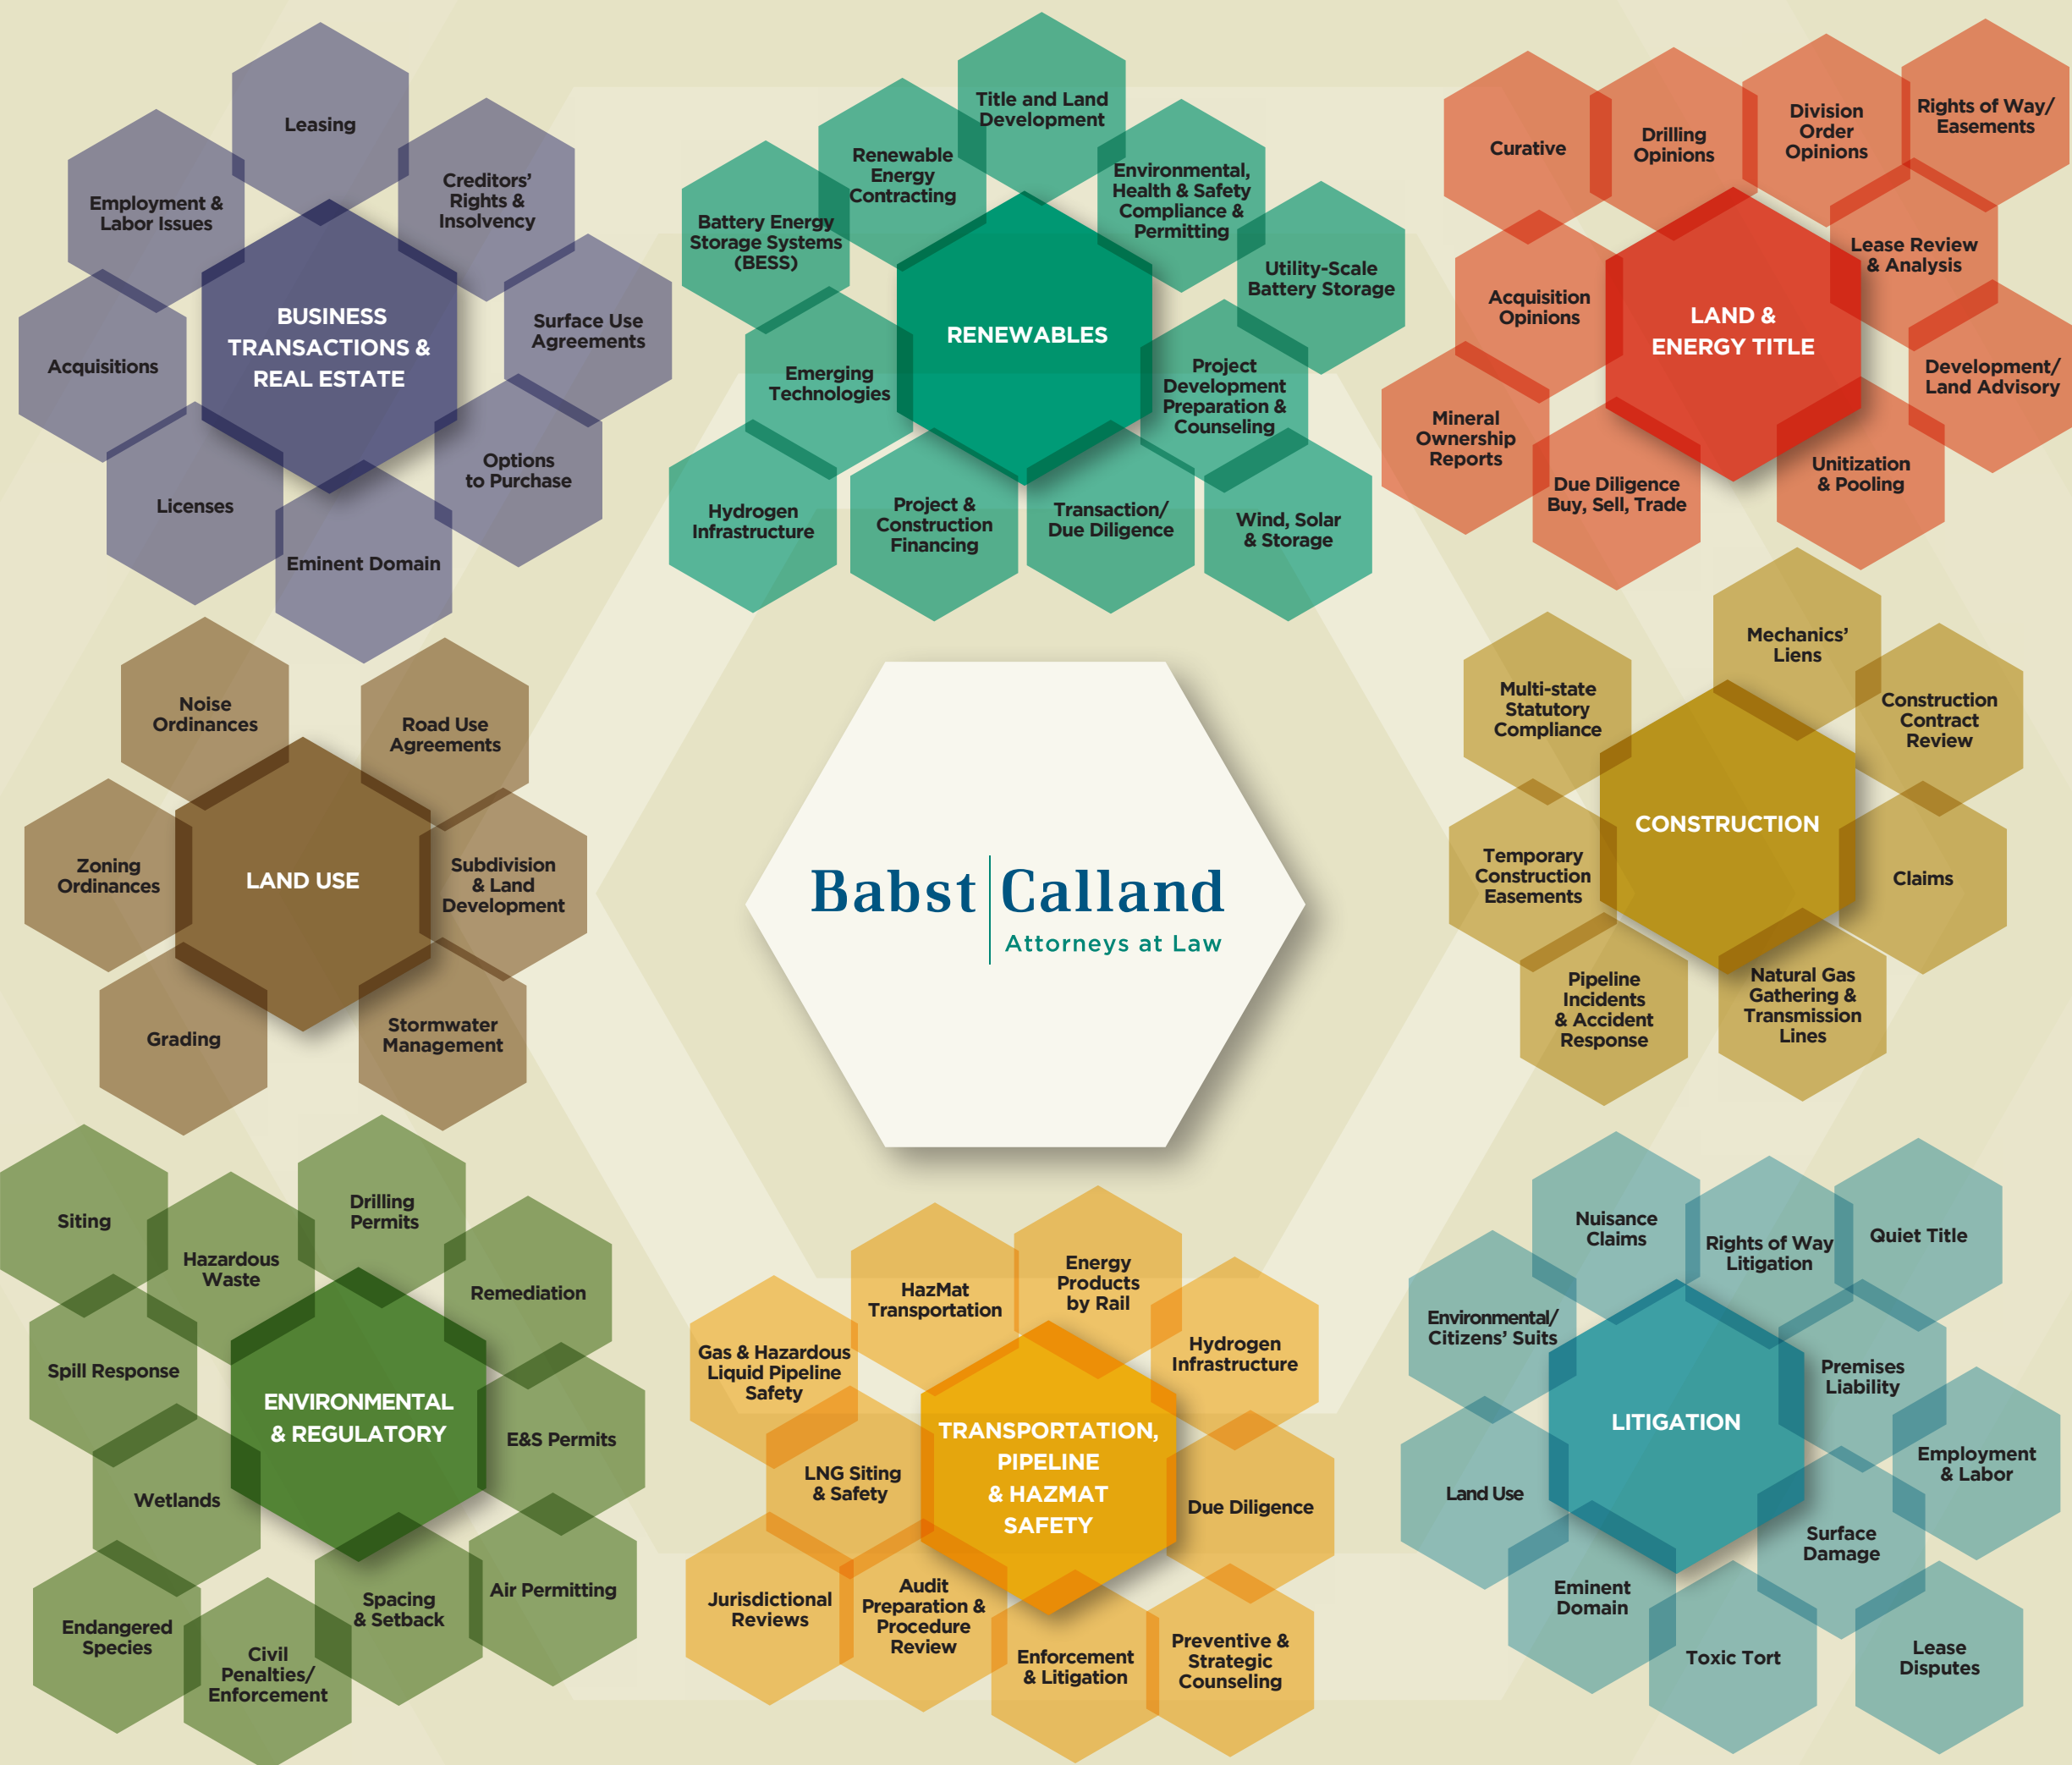 Leasing
Employment &
Labor Issues
Creditors’
Rights &
Insolvency
BUSINESS
TRANSACTIONS &
REAL ESTATE
Surface Use
Agreements
Acquisitions
Options
to Purchase
Licenses
Eminent Domain
Title and Land
Development
Renewable
Energy
Contracting
Environmental,
Health & Safety
Compliance &
Permitting
Battery Energy
Storage Systems
(BESS)
Utility-Scale
Battery Storage
RENEWABLES
Emerging
Technologies
Project
Development
Preparation &
Counseling
Hydrogen
Infrastructure
Project &
Construction
Financing
Transaction/
Due Diligence
Wind, Solar
& Storage
Curative
Drilling
Opinions
Division
Order
Opinions
Rights of Way/
Easements
Lease Review
& Analysis
Acquisition
Opinions
LAND &
ENERGY TITLE
Development/
Land Advisory
Mineral
Ownership
Reports
Due Diligence
Buy, Sell, Trade
Unitization
& Pooling
Noise
Ordinances
Road Use
Agreements
Zoning
Ordinances
LAND USE
Subdivision
& Land
Development
Grading
Stormwater
Management
Babst Calland
Attorneys at Law
Mechanics’
Liens
Multi-state
Statutory
Compliance
Construction
Contract
Review
CONSTRUCTION
Temporary
Construction
Easements
Claims
Pipeline
Incidents
& Accident
Response
Natural Gas
Gathering &
Transmission
Lines
Siting
Drilling
Permits
Hazardous
Waste
Remediation
Spill Response
ENVIRONMENTAL
& REGULATORY
E&S Permits
Wetlands
Air Permitting
Spacing
& Setback
Endangered
Species
Civil
Penalties/
Enforcement
Energy
Products
by Rail
HazMat
Transportation
Hydrogen
Infrastructure
Gas & Hazardous
Liquid Pipeline
Safety
TRANSPORTATION,
PIPELINE
& HAZMAT
SAFETY
LNG Siting
& Safety
Due Diligence
Jurisdictional
Reviews
Audit
Preparation &
Procedure
Review
Enforcement
& Litigation
Preventive &
Strategic
Counseling
Nuisance
Claims
Rights of Way
Litigation
Quiet Title
Environmental/
Citizens’ Suits
Premises
Liability
LITIGATION
Employment
& Labor
Land Use
Surface
Damage
Eminent
Domain
Toxic Tort
Lease
Disputes